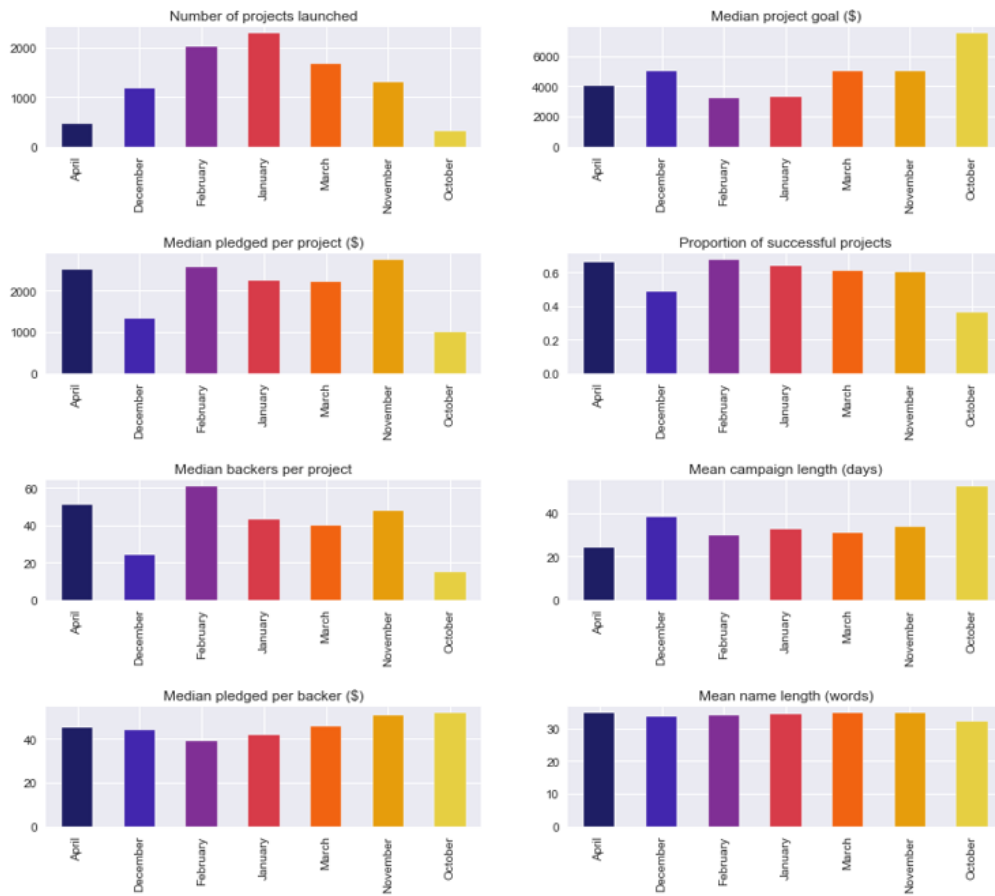 Number of projects launched
2000
1000
0
April
December
February
January
March
November
October
Median project goal ($)
6000
4000
2000
0
April
December
February
January
March
November
October
Median pledged per project ($)
2000
1000
0
April
December
February
January
March
November
October
Proportion of successful projects
0.6
0.4
0.2
0.0
April
December
February
January
March
November
October
Median backers per project
60
40
20
0
April
December
February
January
March
November
October
Mean campaign length (days)
40
20
0
April
December
February
January
March
November
October
Median pledged per backer ($)
40
20
0
April
December
February
January
March
November
October
Mean name length (words)
30
20
10
0
April
December
February
January
March
November
October